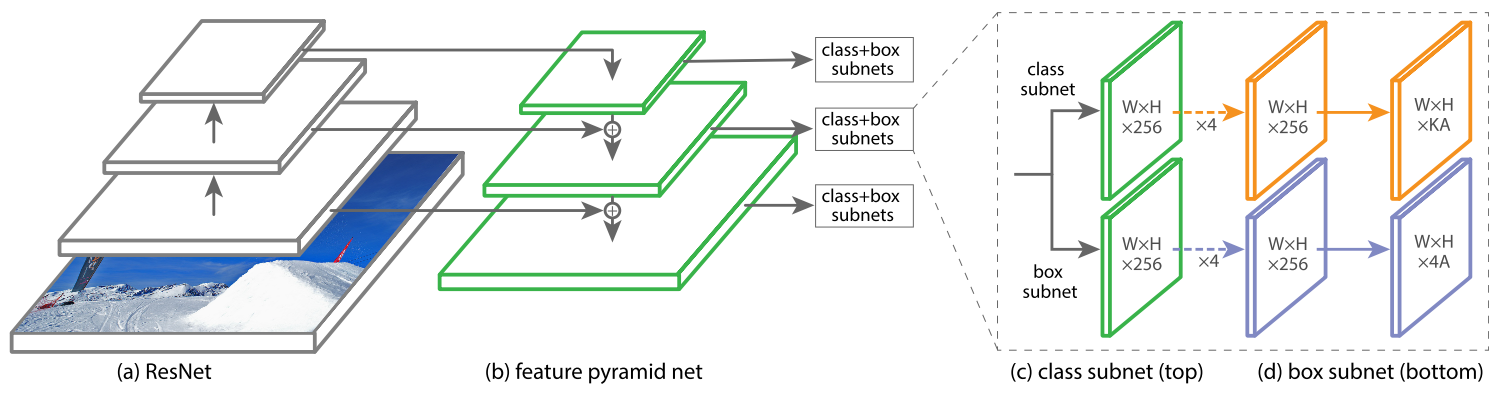 class+box
subnets
class+box
subnets
class+box
subnets
class
subnet
box
subnet
W×H
×256
×4
W×H
×256
W×H
×KA
W×H
×256
×4
W×H
×256
W×H
×4A
(a) ResNet
(b) feature pyramid net
(c) class subnet (top)
(d) box subnet (bottom)